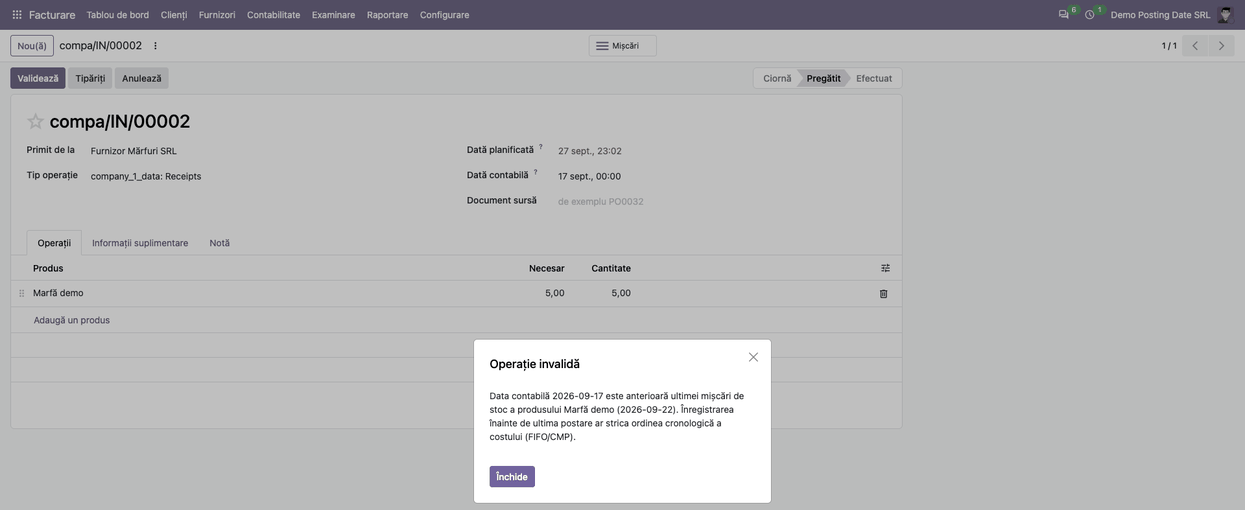 Facturare Tablou de bord Clienți Furnizori Contabilitate Examinare Raportare Configurare 6 1 Demo Posting Date SRL
Nou(ă) compa/IN/00002 Mișcări 1 / 1
Validează Tipăriți Anulează Ciornă Pregătit Efectuat
compa/IN/00002
Primit de la Furnizor Mărfuri SRL Dată planificată ? 27 sept., 23:02
Tip operație company_1_data: Receipts Dată contabilă ? 17 sept., 00:00
Document sursă de exemplu PO0032
Operații Informații suplimentare Notă
Produs Necesar Cantitate
Marfă demo 5,00 5,00
Adaugă un produs
Operație invalidă
Data contabilă 2026-09-17 este anterioară ultimei mișcări de
stoc a produsului Marfă demo (2026-09-22). Înregistrarea
înainte de ultima postare ar strica ordinea cronologică a
costului (FIFO/CMP).
Închide